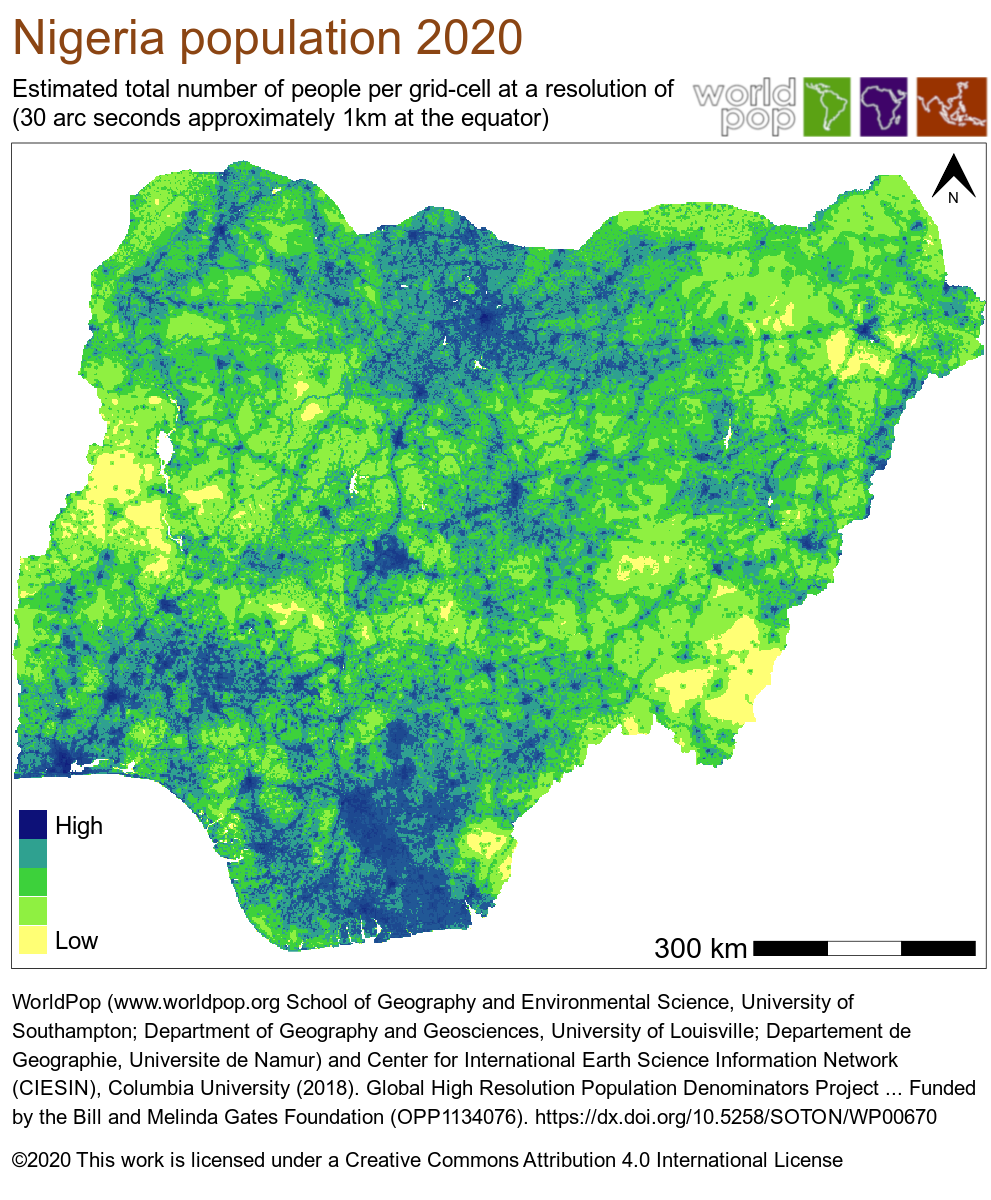 Nigeria population 2020
Estimated total number of people per grid-cell at a resolution of
(30 arc seconds approximately 1km at the equator)
world
pop
N
High
Low
300 km
WorldPop (www.worldpop.org School of Geography and Environmental Science, University of
Southampton; Department of Geography and Geosciences, University of Louisville; Departement de
Geographie, Universite de Namur) and Center for International Earth Science Information Network
(CIESIN), Columbia University (2018). Global High Resolution Population Denominators Project ... Funded
by the Bill and Melinda Gates Foundation (OPP1134076). https://dx.doi.org/10.5258/SOTON/WP00670
©2020 This work is licensed under a Creative Commons Attribution 4.0 International License